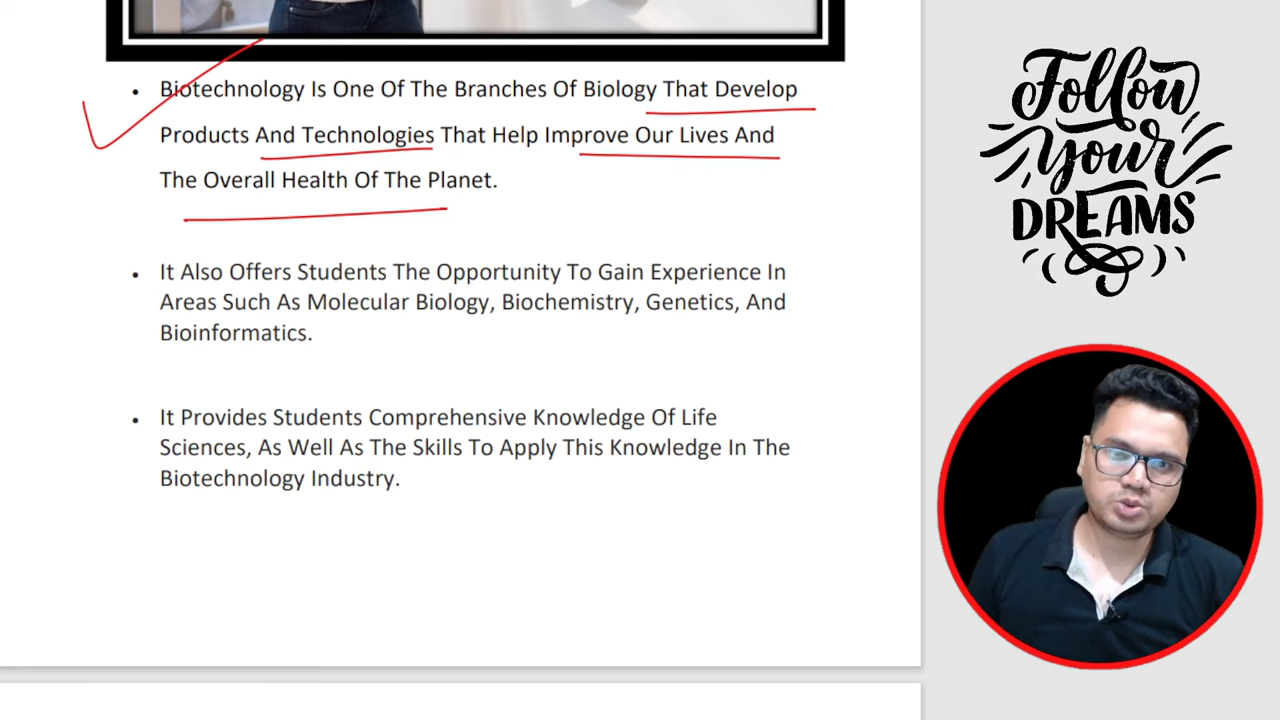 Biotechnology Is One Of The Branches Of Biology That Develop
Products And Technologies That Help Improve Our Lives And
The Overall Health Of The Planet.
It Also Offers Students The Opportunity To Gain Experience In
Areas Such As Molecular Biology, Biochemistry, Genetics, And
Bioinformatics.
It Provides Students Comprehensive Knowledge Of Life
Sciences, As Well As The Skills To Apply This Knowledge In The
Biotechnology Industry.
Follow
Your
DREAMS